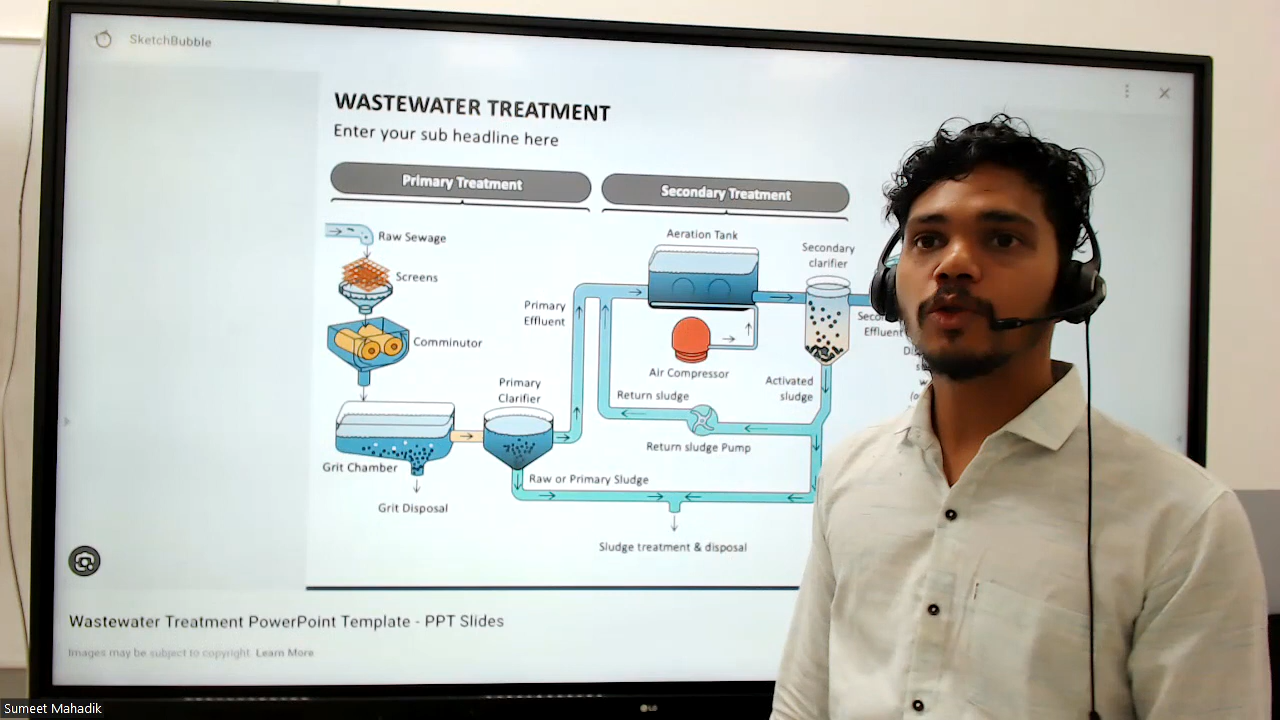 SketchBubble
WASTEWATER TREATMENT
Enter your sub headline here
Primary Treatment
Secondary Treatment
Raw Sewage
Screens
Comminutor
Grit Chamber
Grit Disposal
Primary
Clarifier
Raw or Primary Sludge
Primary
Effluent
Aeration Tank
Air Compressor
Return sludge
Return sludge Pump
Secondary
clarifier
Activated
sludge
Effluent
Sludge treatment & disposal
Wastewater Treatment PowerPoint Template - PPT Slides
Images may be subject to copyright. Learn More
LG
Sumeet Mahadik